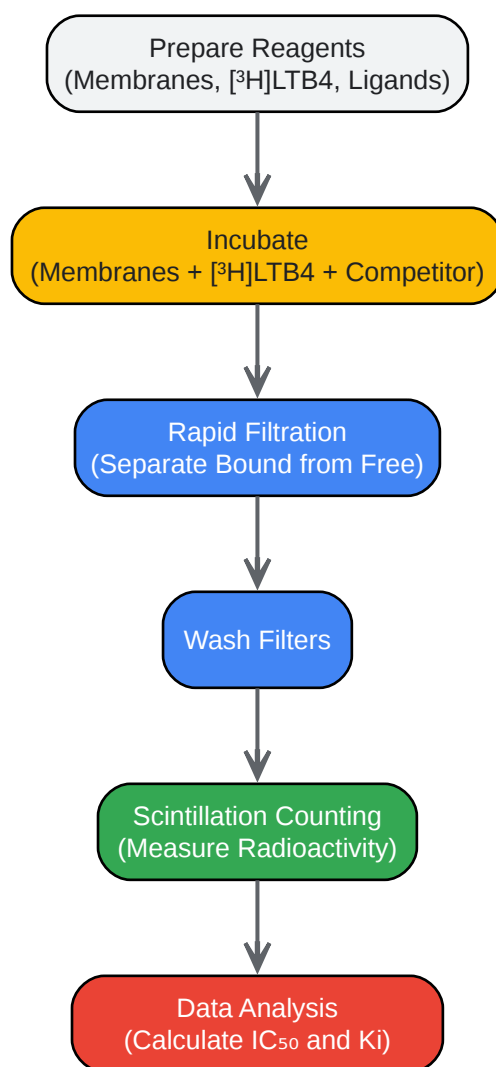 Prepare Reagents
(Membranes, [³H]LTB4, Ligands)
Incubate
(Membranes + [³H]LTB4 + Competitor)
Rapid Filtration
(Separate Bound from Free)
Wash Filters
Scintillation Counting
(Measure Radioactivity)
Data Analysis
(Calculate IC₅₀ and Ki)